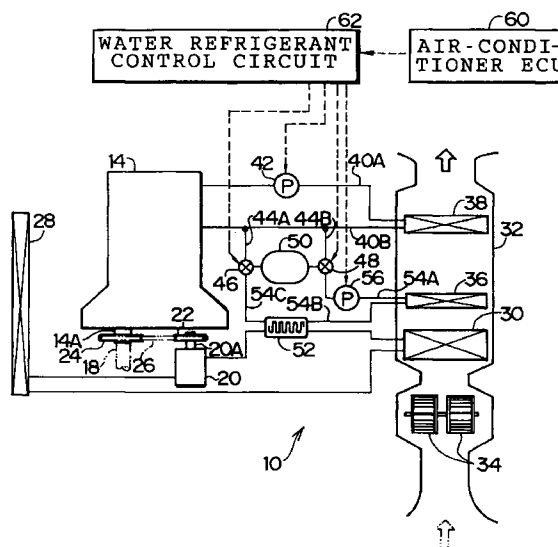 62
60
WATER REFRIGERANT
CONTROL CIRCUIT
AIR-CONDI-
TIONER ECU
14
42
P
40A
28
38
32
44A
44B
40B
50
46
48
56
54A
P
36
54C
54B
30
22
14A
24
20A
52
18
26
20
10
34